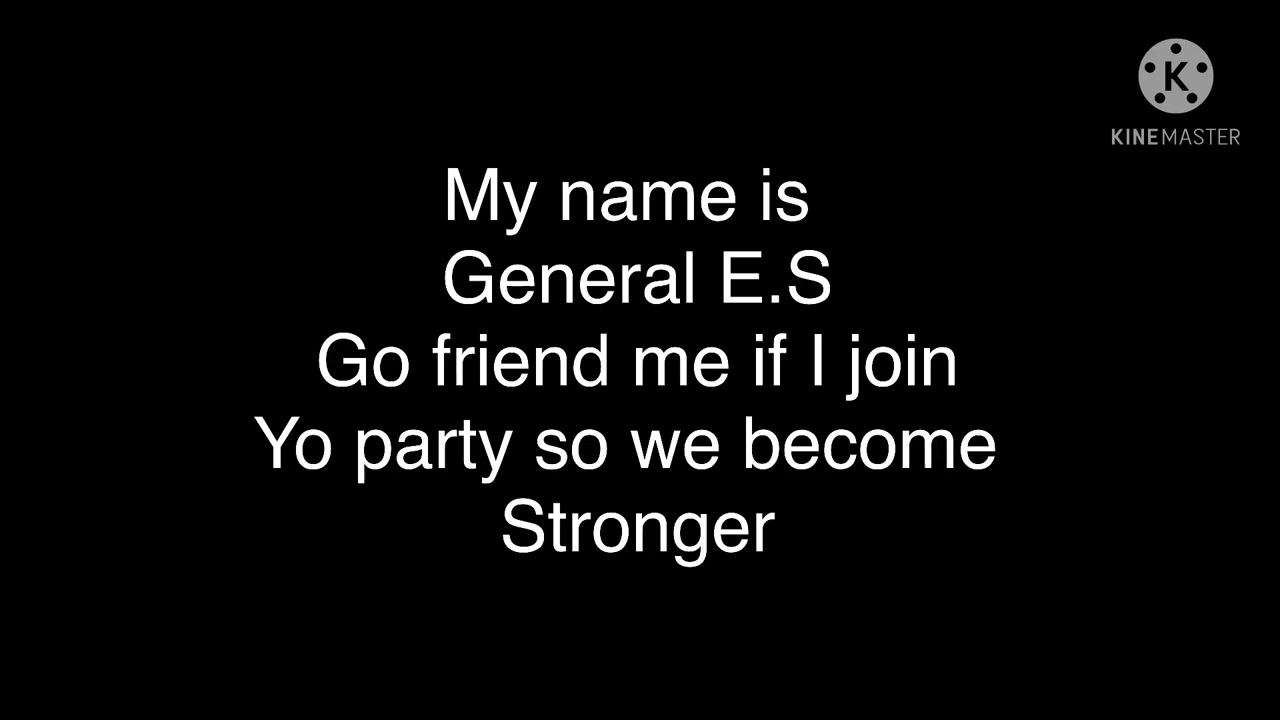 K
KINEMASTER
My name is
General E.S
Go friend me if I join
Yo party so we become
Stronger